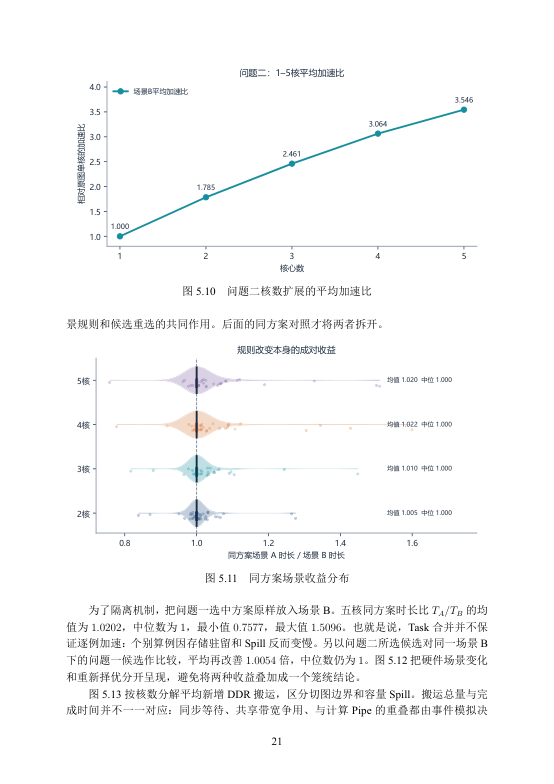 问题二：1–5核平均加速比
场景B平均加速比
相对原图单核的加速比
4.0
3.5
3.0
2.5
2.0
1.5
1.0
1.000
1.785
2.461
3.064
3.546
1 2 3 4 5
核心数
图 5.10 问题二核数扩展的平均加速比
景规则和候选重选的共同作用。后面的同方案对照才将两者拆开。
规则改变本身的成对收益
5核 均值 1.020 中位 1.000
4核 均值 1.022 中位 1.000
3核 均值 1.010 中位 1.000
2核 均值 1.005 中位 1.000
0.8 1.0 1.2 1.4 1.6
同方案场景 A 时长 / 场景 B 时长
图 5.11 同方案场景收益分布
为了隔离机制，把问题一选中方案原样放入场景 B。五核同方案时长比 T_A/T_B 的均
值为 1.0202，中位数为 1，最小值 0.7577，最大值 1.5096。也就是说，Task 合并并不保
证逐例加速：个别算例因存储驻留和 Spill 反而变慢。另以问题二所选候选对同一场景 B
下的问题一候选作比较，平均再改善 1.0054 倍，中位数仍为 1。图 5.12 把硬件场景变化
和重新择优分开呈现，避免将两种收益叠加成一个笼统结论。
图 5.13 按核数分解平均新增 DDR 搬运，区分切图边界和容量 Spill。搬运总量与完
成时间并不一一对应：同步等待、共享带宽争用、与计算 Pipe 的重叠都由事件模拟决
21